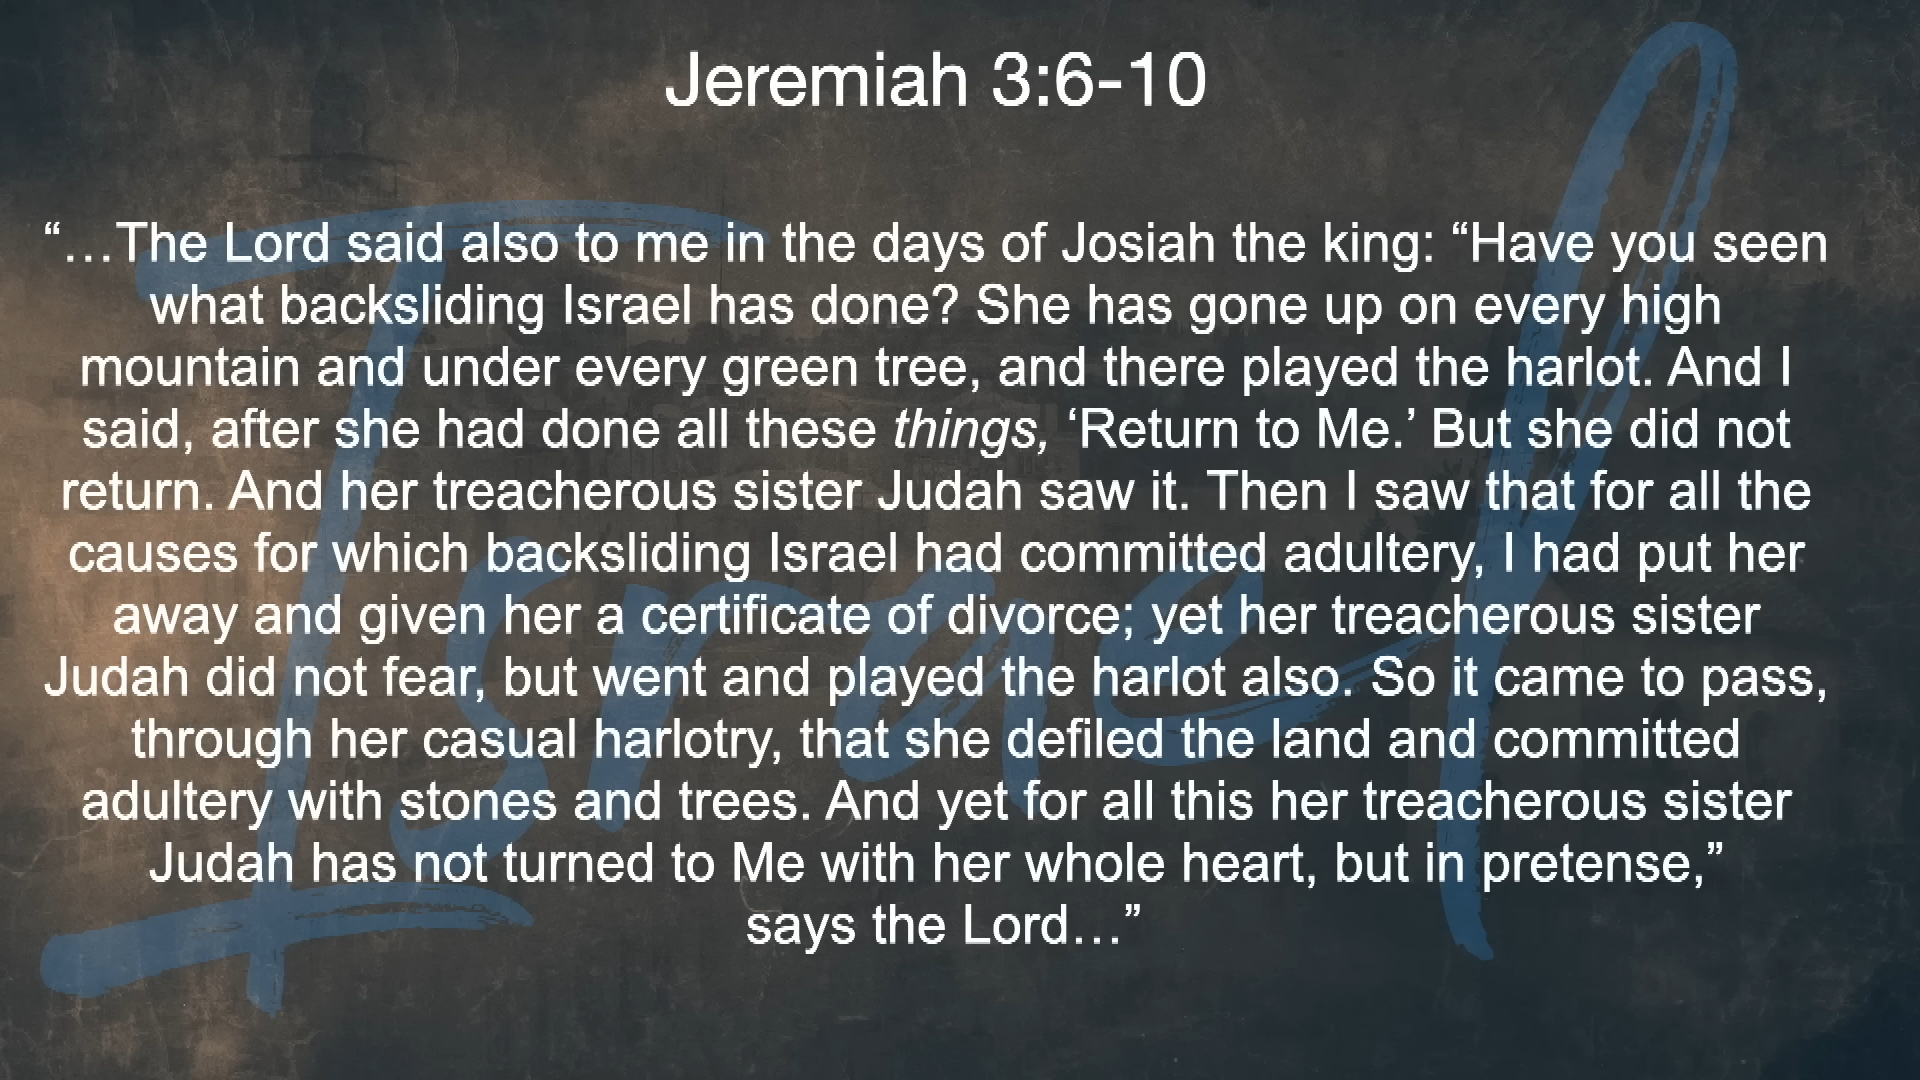 Jeremiah 3:6-10
“…The Lord said also to me in the days of Josiah the king: “Have you seen
what backsliding Israel has done? She has gone up on every high
mountain and under every green tree, and there played the harlot. And I
said, after she had done all these things, ‘Return to Me.’ But she did not
return. And her treacherous sister Judah saw it. Then I saw that for all the
causes for which backsliding Israel had committed adultery, I had put her
away and given her a certificate of divorce; yet her treacherous sister
Judah did not fear, but went and played the harlot also. So it came to pass,
through her casual harlotry, that she defiled the land and committed
adultery with stones and trees. And yet for all this her treacherous sister
Judah has not turned to Me with her whole heart, but in pretense,”
says the Lord…”
Israel